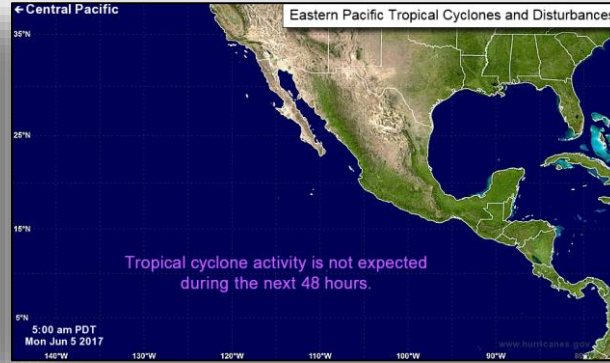 ← Central Pacific
Eastern Pacific Tropical Cyclones and Disturbances
35°N
25°N
15°N
Tropical cyclone activity is not expected
during the next 48 hours.
5°N
5:00 am PDT
Mon Jun 5 2017
www.hurricanes.gov
140°W
130°W
120°W
110°W
100°W
90°W